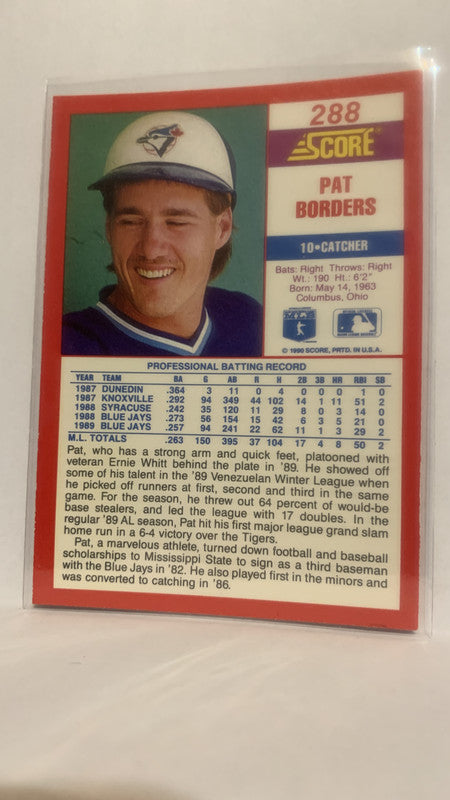 288
SCORE
PAT
BORDERS
10•CATCHER
Bats: Right Throws: Right
Wt.: 190 Ht.: 6'2"
Born: May 14, 1963
Columbus, Ohio
© 1990 SCORE, PRTD. IN U.S.A.
PROFESSIONAL BATTING RECORD
YEAR TEAM BA G AB R H 2B 3B HR RBI SB
1987 DUNEDIN .364 3 11 0 4 0 0 0 1 0
1987 KNOXVILLE .292 94 349 44 102 14 1 11 51 2
1988 SYRACUSE .242 35 120 11 29 8 0 3 14 0
1988 BLUE JAYS .273 56 154 15 42 6 3 5 21 0
1989 BLUE JAYS .257 94 241 22 62 11 1 3 29 2
M.L. TOTALS .263 150 395 37 104 17 4 8 50 2
Pat, who has a strong arm and quick feet, platooned with
veteran Ernie Whitt behind the plate in '89. He showed off
some of his talent in the '89 Venezuelan Winter League when
he picked off runners at first, second and third in the same
game. For the season, he threw out 64 percent of would-be
base stealers, and led the league with 17 doubles. In the
regular '89 AL season, Pat hit his first major league grand slam
home run in a 6-4 victory over the Tigers.
Pat, a marvelous athlete, turned down football and baseball
scholarships to Mississippi State to sign as a third baseman
with the Blue Jays in '82. He also played first in the minors and
was converted to catching in '86.